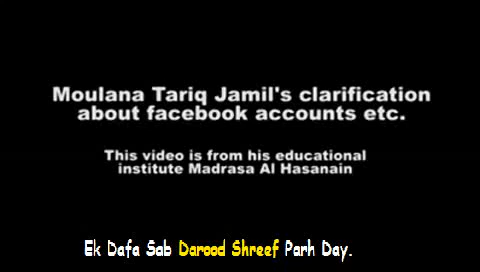 Moulana Tariq Jamil's clarification
about facebook accounts etc.
This video is from his educational
institute Madrasa Al Hasanain
Ek Dafa Sab Darood Shreef Parh Day.